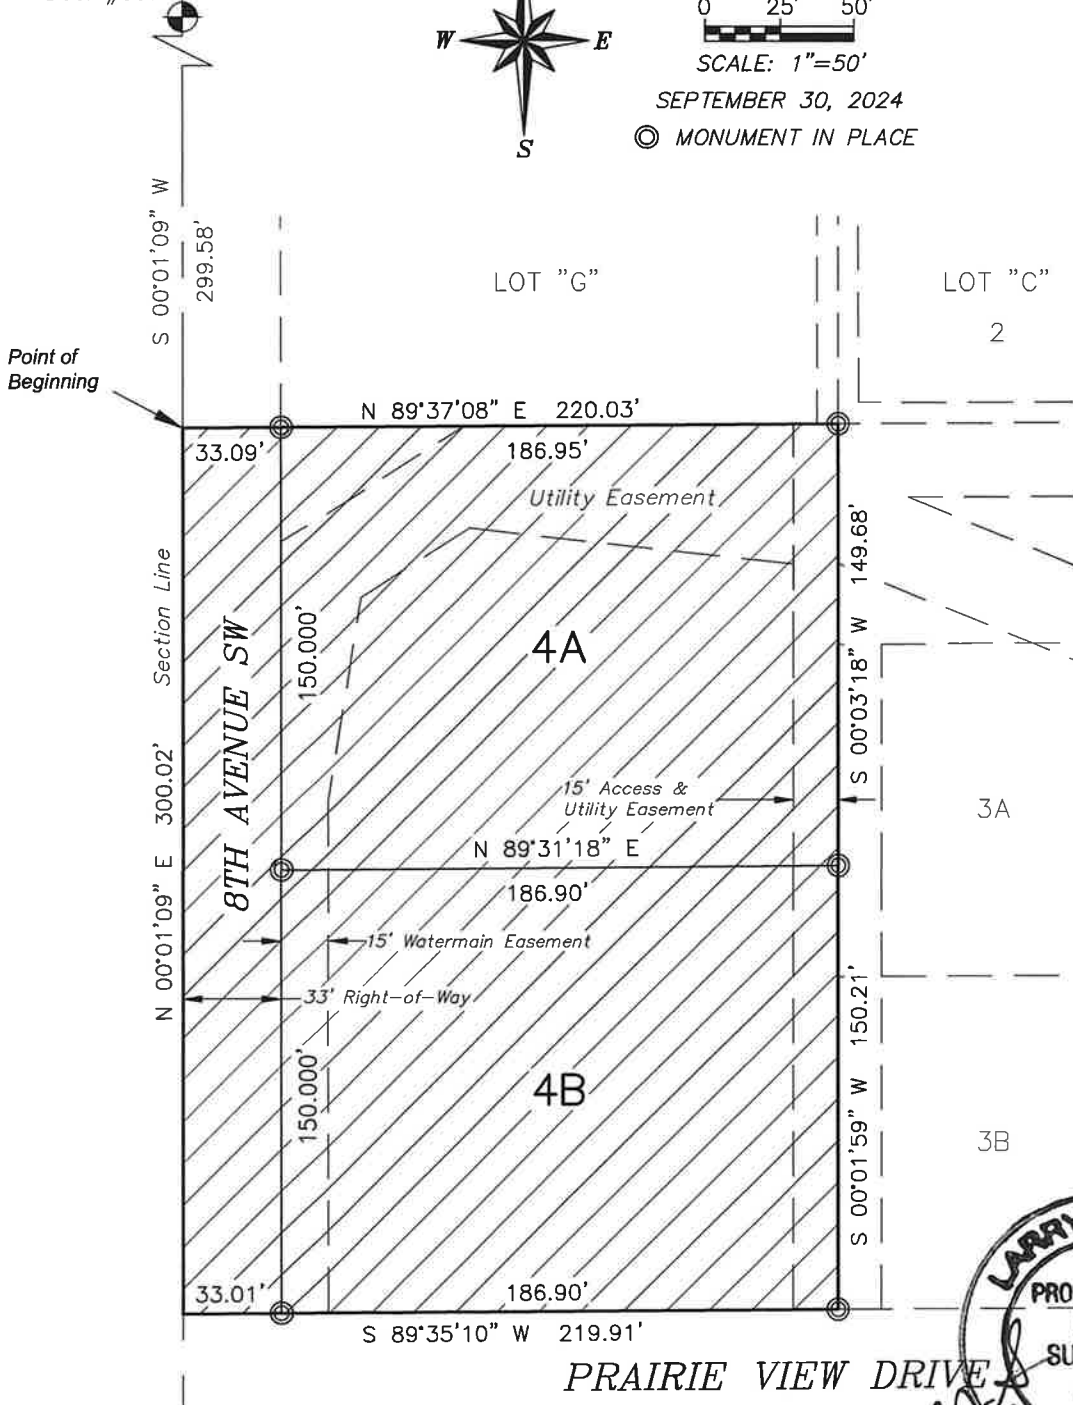 0 25' 50'
W E
S
SCALE: 1"=50'
SEPTEMBER 30, 2024
MONUMENT IN PLACE
S 00°01'09" W
299.58'
LOT "G"
LOT "C"
2
Point of
Beginning
N 89°37'08" E 220.03'
33.09'
186.95'
Utility Easement
S 00°03'18" W 149.68'
N 00°01'09" E 300.02' Section Line
8TH AVENUE SW
150.000'
4A
15' Access &
Utility Easement
3A
N 89°31'18" E
186.90'
15' Watermain Easement
33' Right-of-Way
150.000'
4B
S 00°01'59" W 150.21'
3B
33.01'
186.90'
S 89°35'10" W 219.91'
PRAIRIE VIEW DRIVE
LARRY